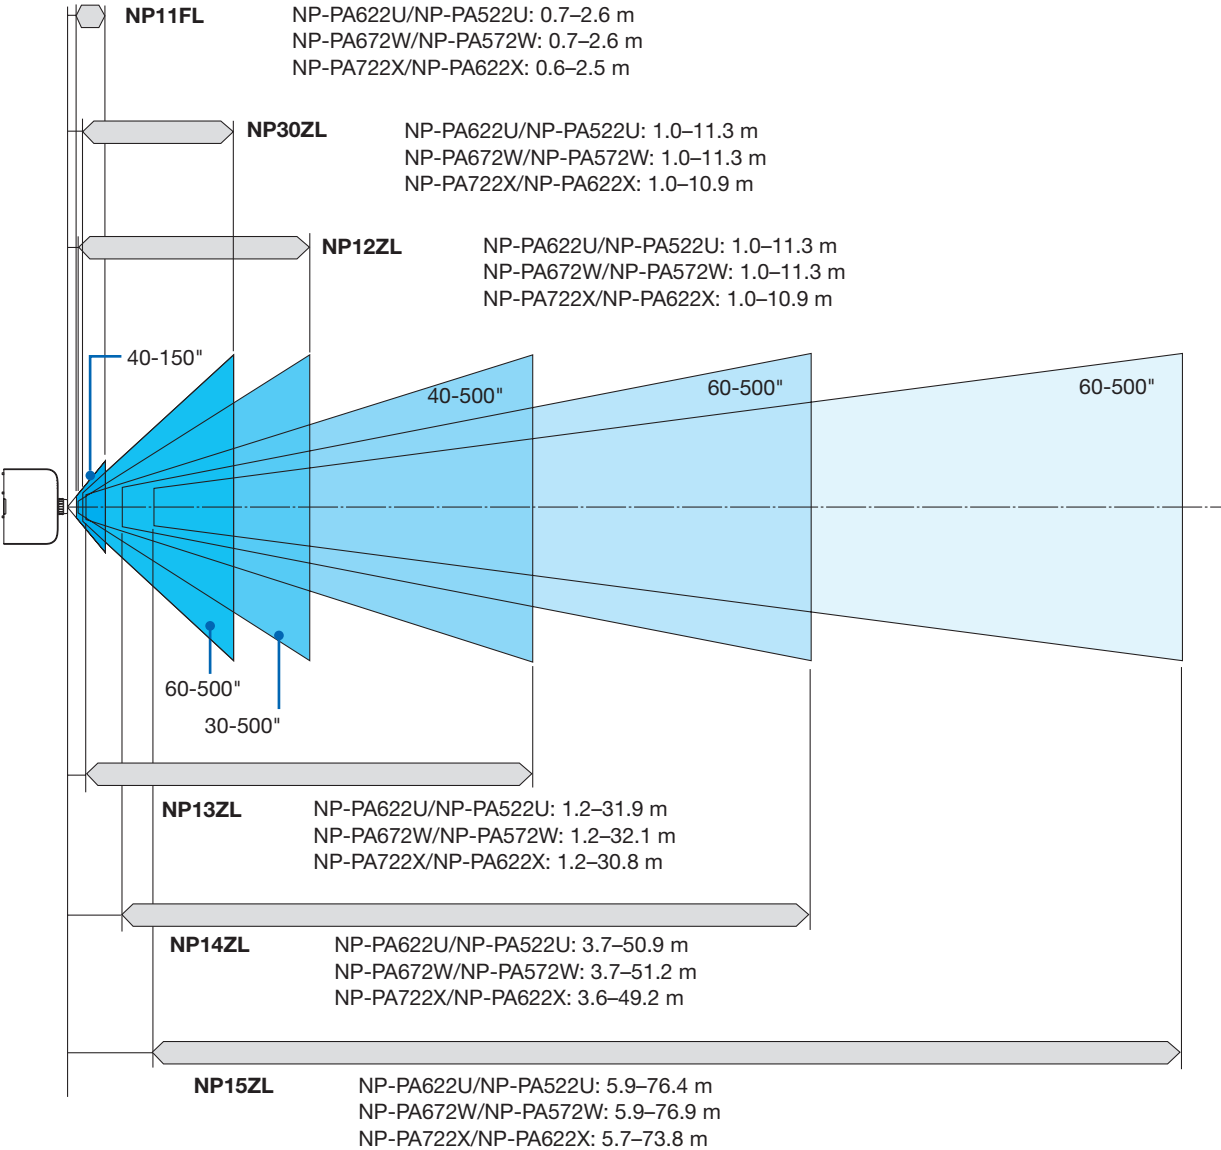 NP11FL NP-PA622U/NP-PA522U: 0.7–2.6 m
NP-PA672W/NP-PA572W: 0.7–2.6 m
NP-PA722X/NP-PA622X: 0.6–2.5 m
NP30ZL NP-PA622U/NP-PA522U: 1.0–11.3 m
NP-PA672W/NP-PA572W: 1.0–11.3 m
NP-PA722X/NP-PA622X: 1.0–10.9 m
NP12ZL NP-PA622U/NP-PA522U: 1.0–11.3 m
NP-PA672W/NP-PA572W: 1.0–11.3 m
NP-PA722X/NP-PA622X: 1.0–10.9 m
40-150"
40-500"
60-500"
60-500"
60-500"
30-500"
NP13ZL NP-PA622U/NP-PA522U: 1.2–31.9 m
NP-PA672W/NP-PA572W: 1.2–32.1 m
NP-PA722X/NP-PA622X: 1.2–30.8 m
NP14ZL NP-PA622U/NP-PA522U: 3.7–50.9 m
NP-PA672W/NP-PA572W: 3.7–51.2 m
NP-PA722X/NP-PA622X: 3.6–49.2 m
NP15ZL NP-PA622U/NP-PA522U: 5.9–76.4 m
NP-PA672W/NP-PA572W: 5.9–76.9 m
NP-PA722X/NP-PA622X: 5.7–73.8 m